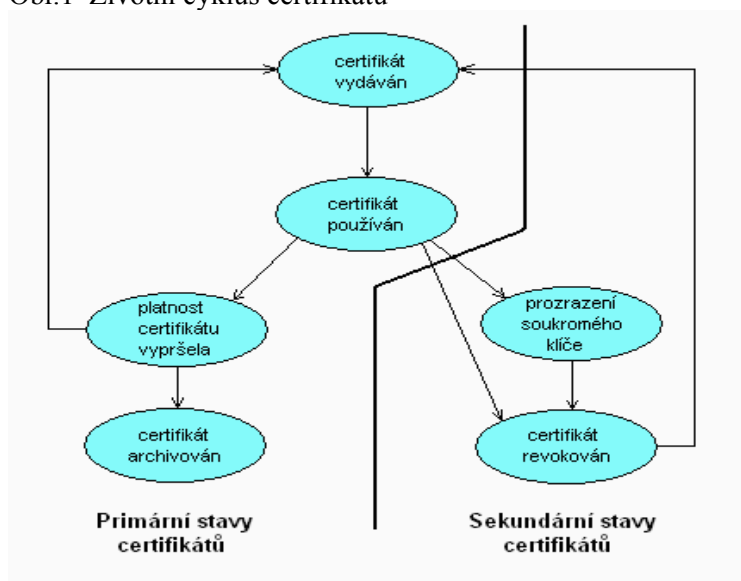 Obr.1 Životní cyklus certifikátů
certifikát
vydáván
certifikát
používán
platnost
certifikátu
vypršela
prozrazení
soukromého
klíče
certifikát
archivován
certifikát
revokován
Primární stavy
certifikátů
Sekundární stavy
certifikátů